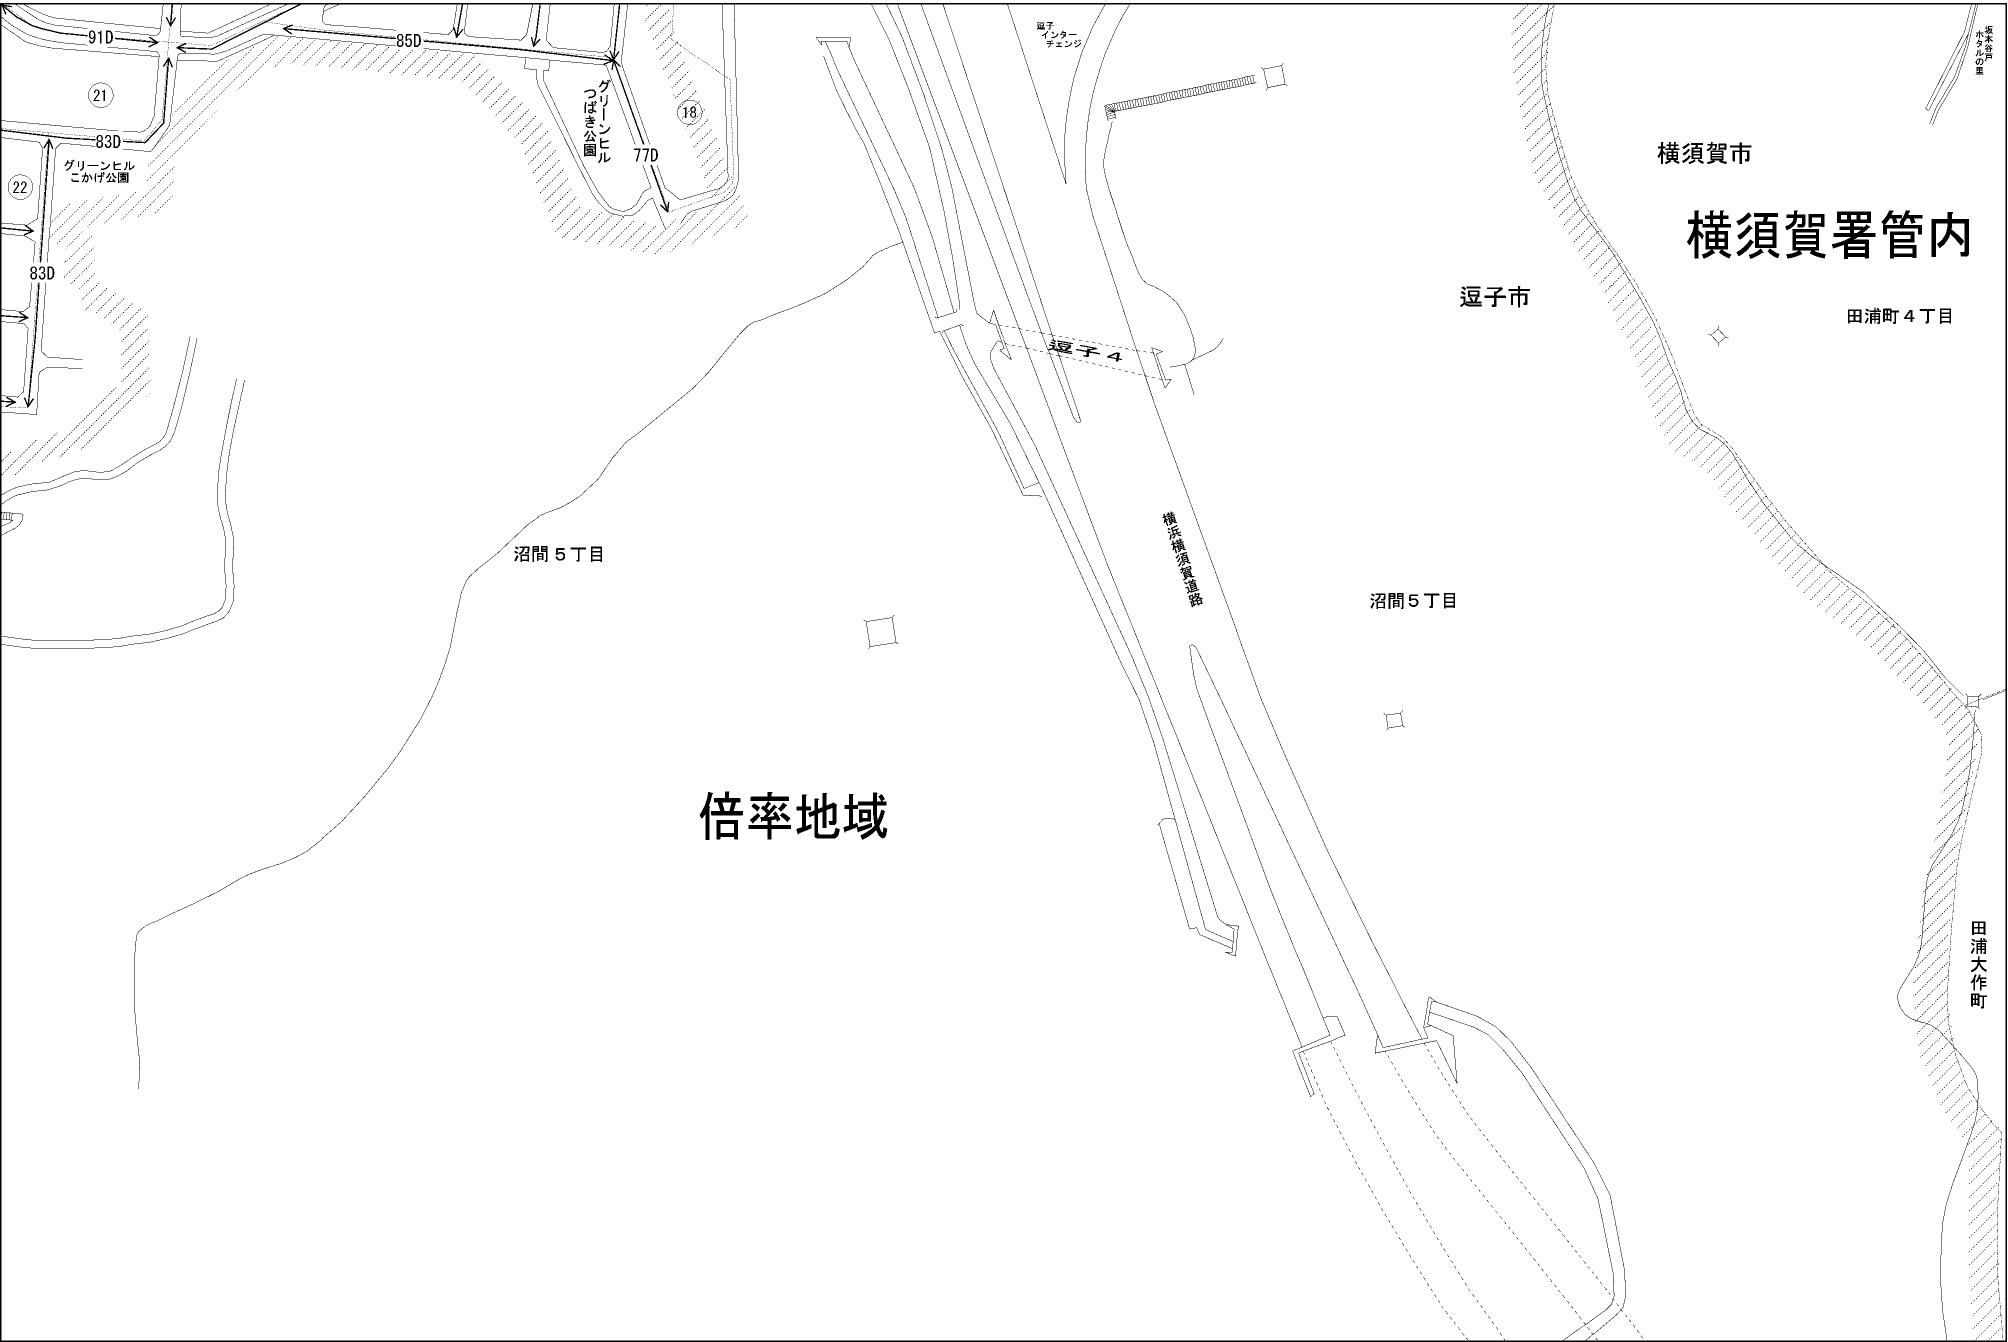 91D
85D
逗子
インター
チェンジ
坂本谷戸
ホタルの里
21
グリーンヒル
つばき公園
18
83D
77D
横須賀市
グリーンヒル
こかげ公園
22
横須賀署管内
83D
逗子市
田浦町4丁目
逗子4
横浜横須賀道路
沼間5丁目
沼間5丁目
倍率地域
田浦大作町